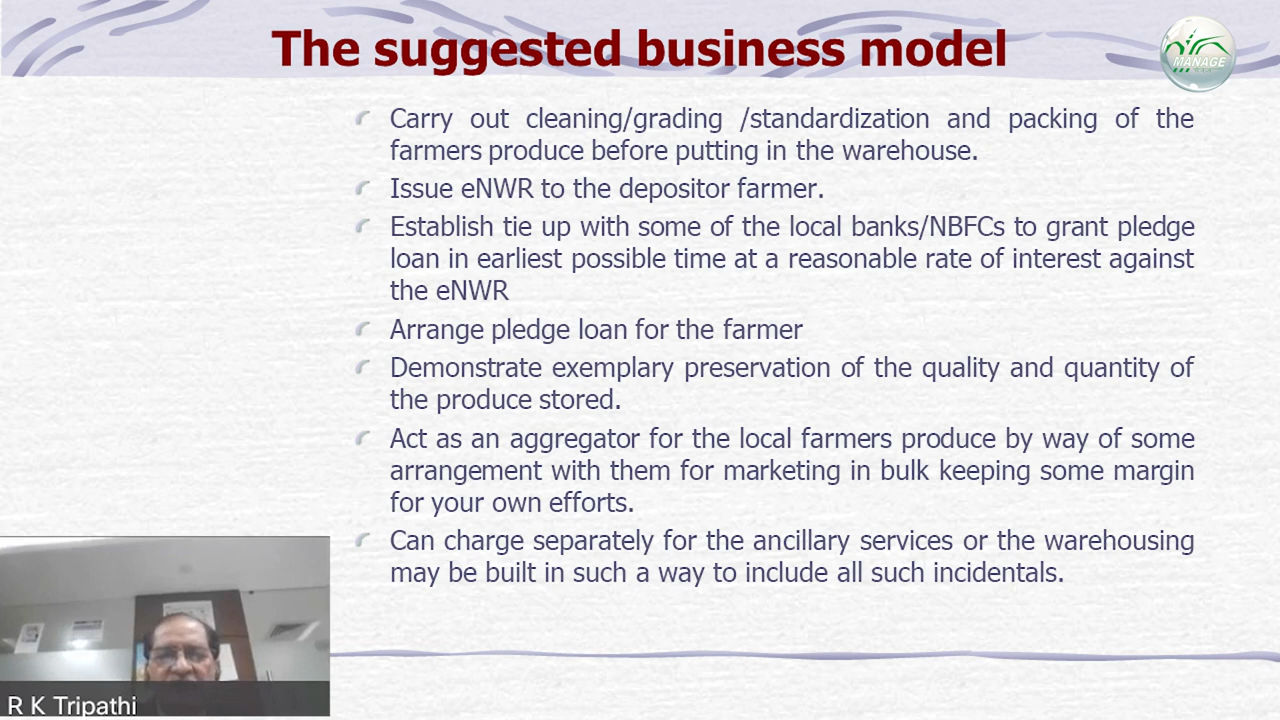 The suggested business model
MANAGE
Carry out cleaning/grading /standardization and packing of the
farmers produce before putting in the warehouse.
Issue eNWR to the depositor farmer.
Establish tie up with some of the local banks/NBFCs to grant pledge
loan in earliest possible time at a reasonable rate of interest against
the eNWR
Arrange pledge loan for the farmer
Demonstrate exemplary preservation of the quality and quantity of
the produce stored.
Act as an aggregator for the local farmers produce by way of some
arrangement with them for marketing in bulk keeping some margin
for your own efforts.
Can charge separately for the ancillary services or the warehousing
may be built in such a way to include all such incidentals.
R K Tripathi